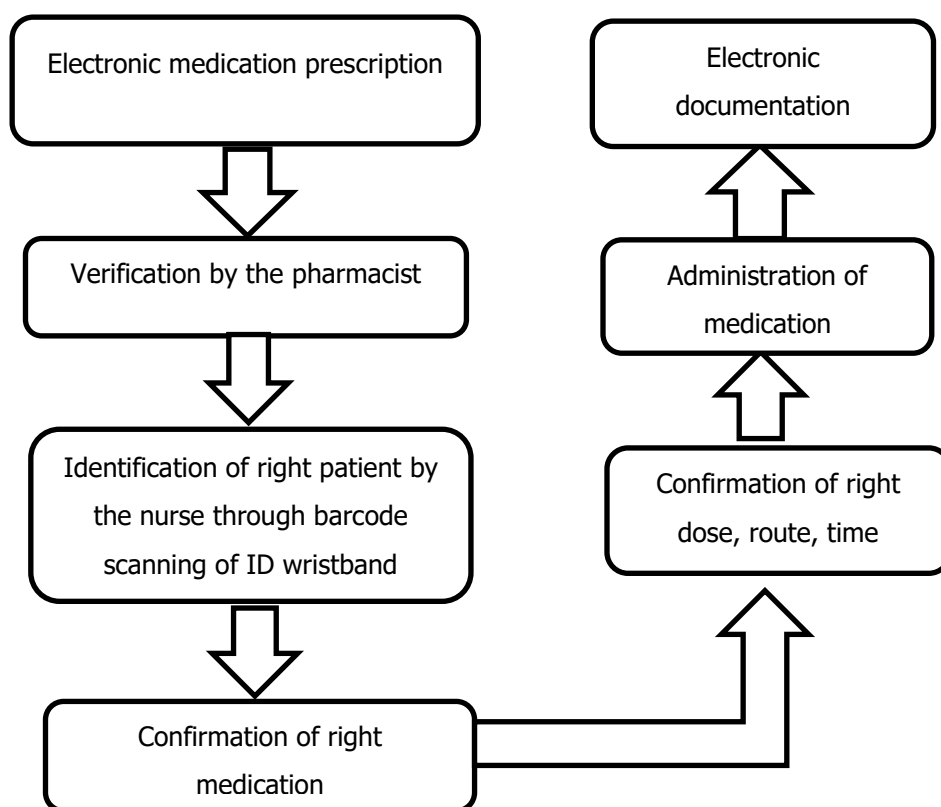 Electronic medication prescription
Verification by the pharmacist
Identification of right patient by
the nurse through barcode
scanning of ID wristband
Confirmation of right
medication
Confirmation of right
dose, route, time
Administration of
medication
Electronic
documentation